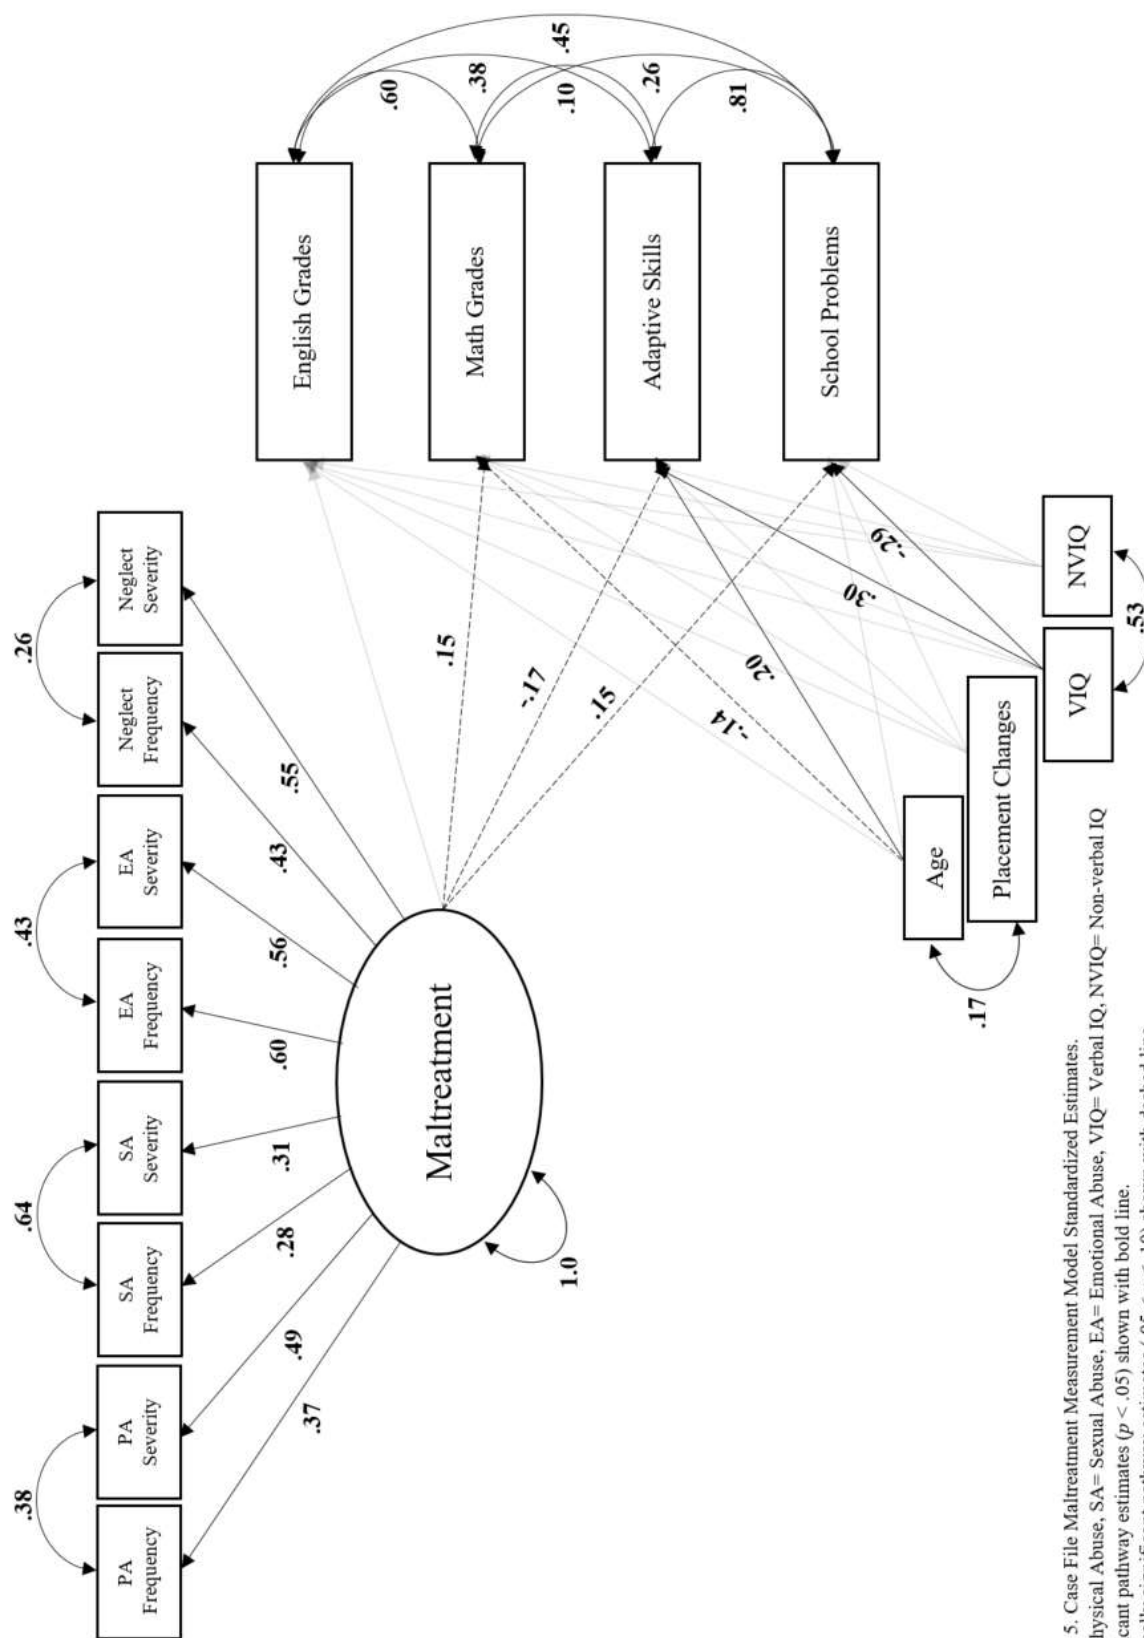 .38
.64
.43
.26
PA
Frequency
PA
Severity
SA
Frequency
SA
Severity
EA
Frequency
EA
Severity
Neglect
Frequency
Neglect
Severity
.37
.49
.28
.31
.60
.56
.43
.55
Maltreatment
1.0
.15
-.17
.15
-.14
.20
.30
-.29
English Grades
Math Grades
Adaptive Skills
School Problems
.60
.38
.45
.10
.26
.81
Age
Placement Changes
.17
VIQ
NVIQ
.53
5. Case File Maltreatment Measurement Model Standardized Estimates.
hysical Abuse, SA= Sexual Abuse, EA= Emotional Abuse, VIQ= Verbal IQ, NVIQ= Non-verbal IQ
cant pathway estimates (p < .05) shown with bold line.